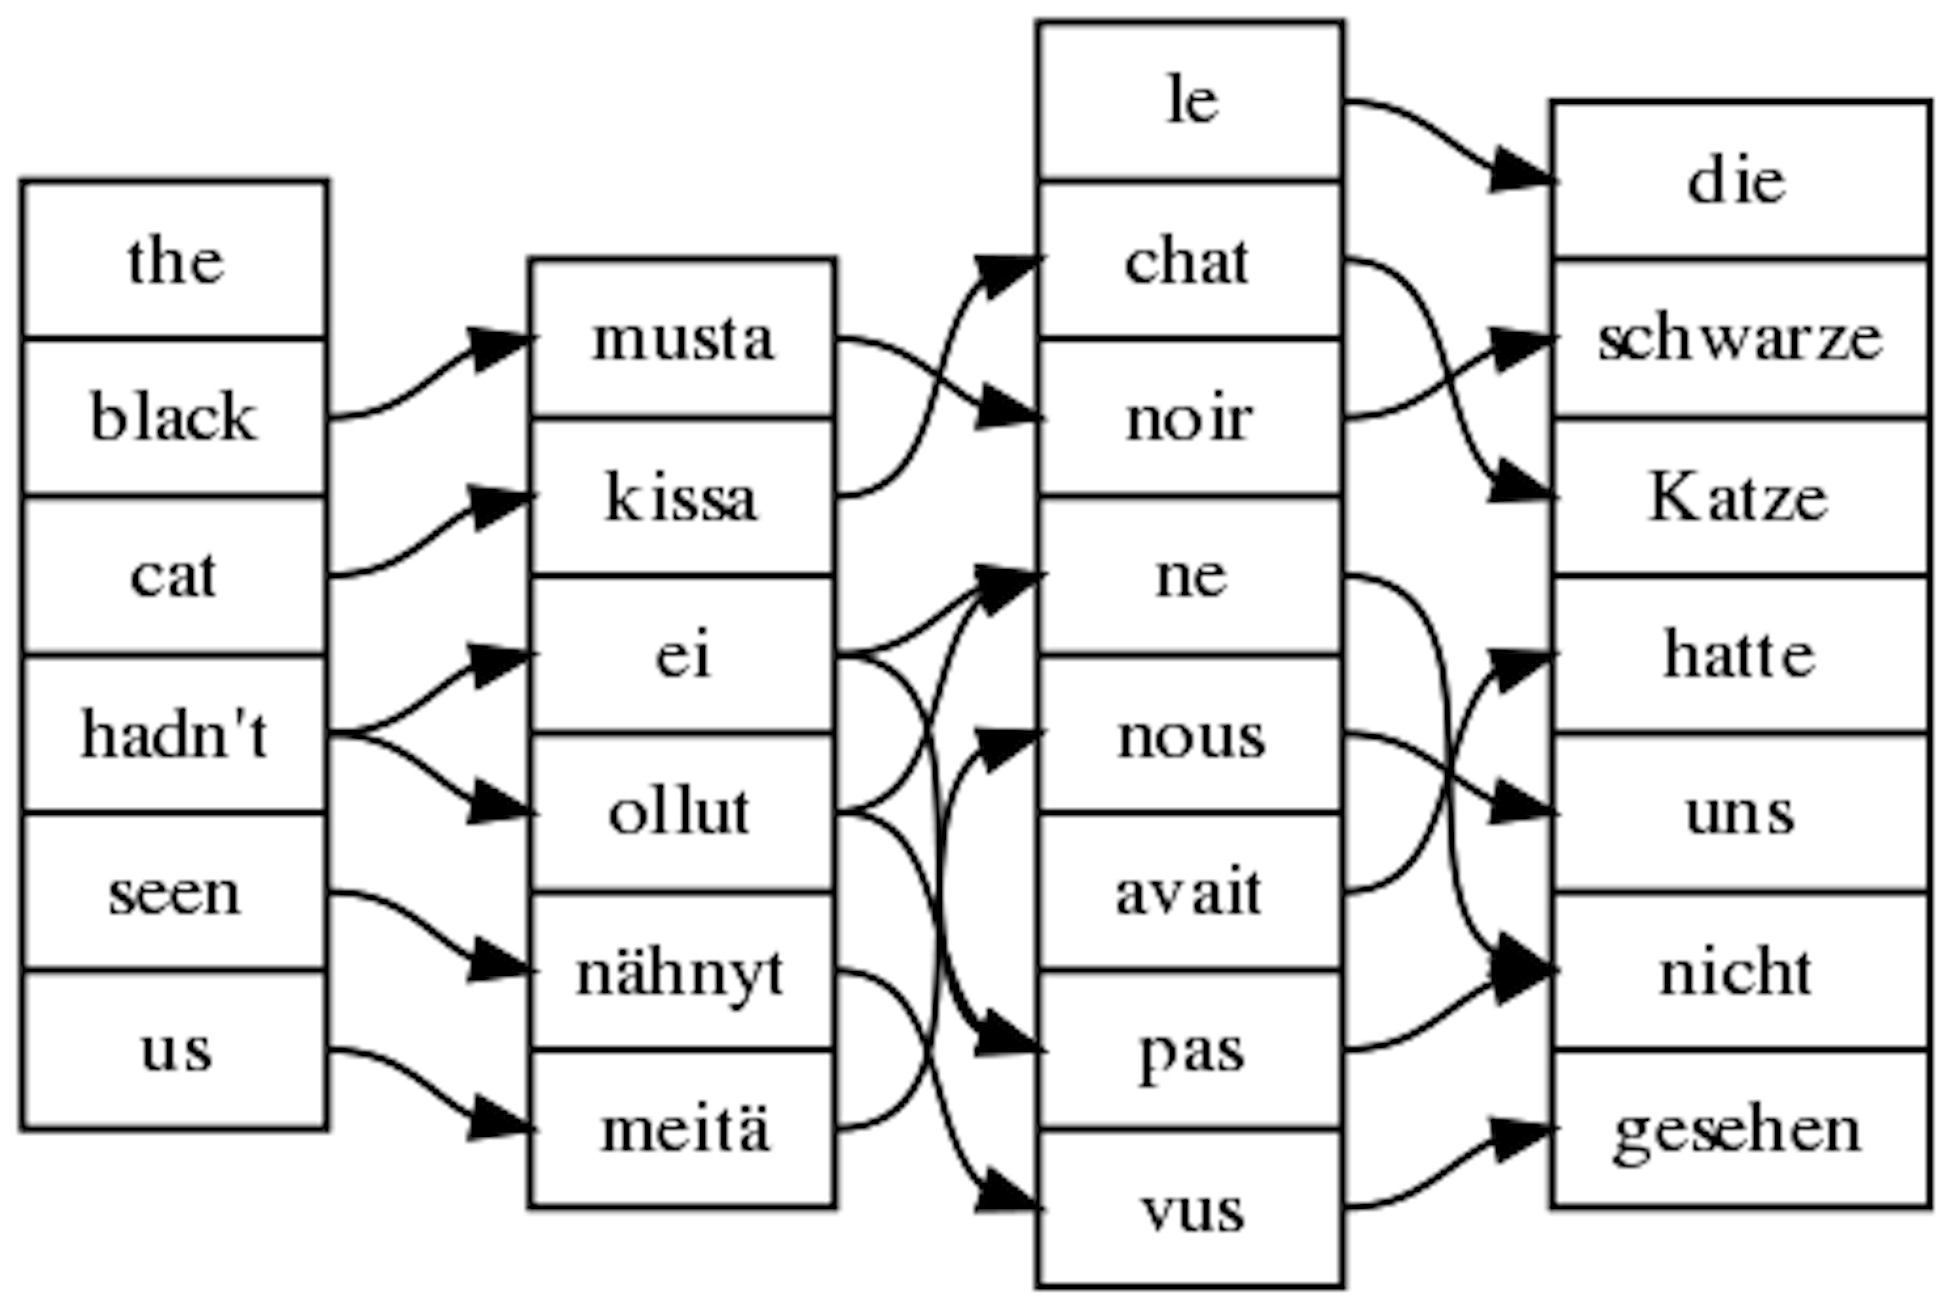 the
black
cat
hadn't
seen
us
musta
kissa
ei
ollut
nähnyt
meitä
le
chat
noir
ne
nous
avait
pas
vus
die
schwarze
Katze
hatte
uns
nicht
gesehen